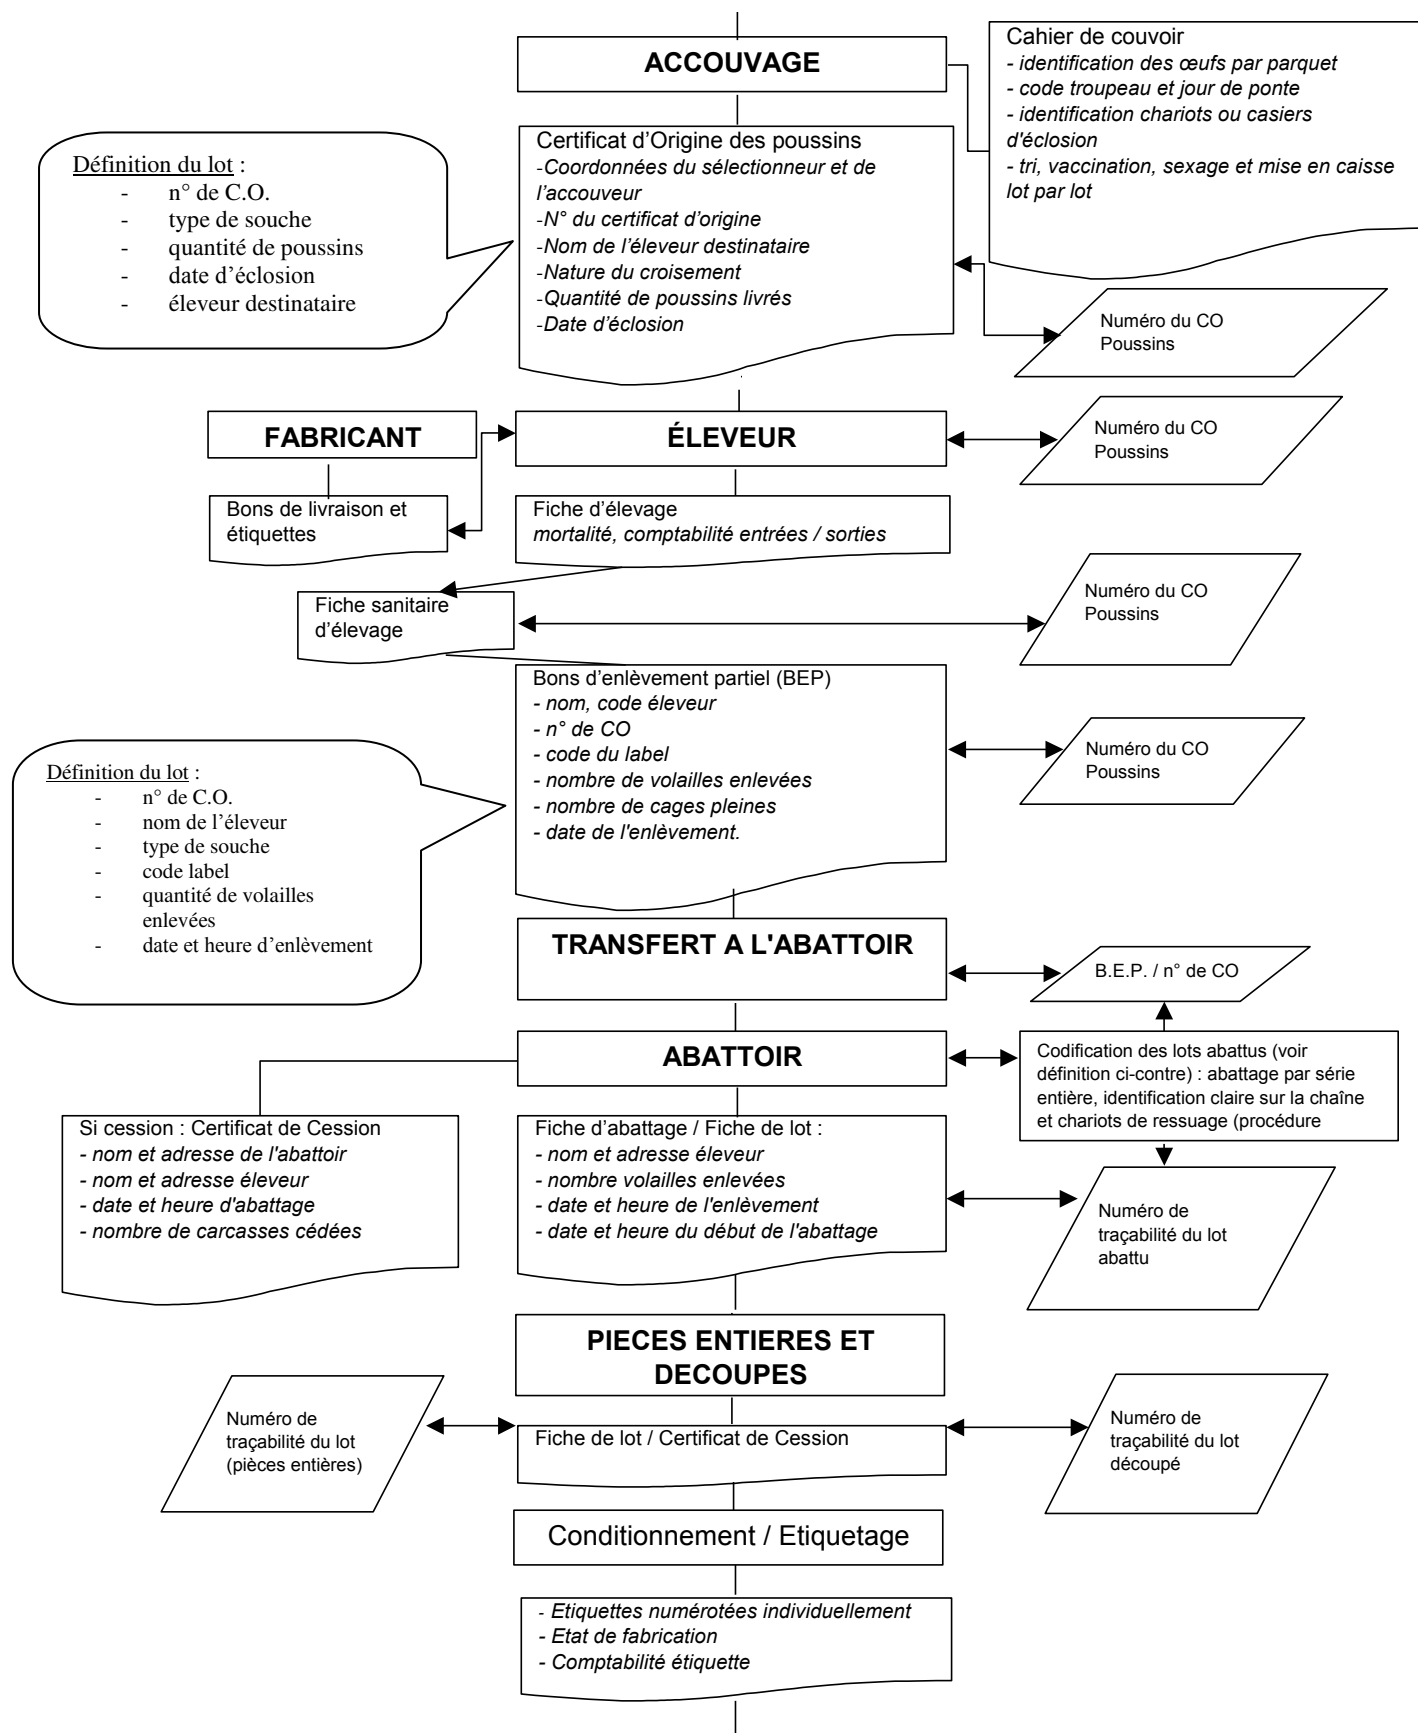 ACCOUVAGE
Cahier de couvoir
- identification des œufs par parquet
- code troupeau et jour de ponte
- identification chariots ou casiers
d'éclosion
- tri, vaccination, sexage et mise en caisse
lot par lot
Certificat d’Origine des poussins
-Coordonnées du sélectionneur et de
l’accouveur
-N° du certificat d’origine
-Nom de l’éleveur destinataire
-Nature du croisement
-Quantité de poussins livrés
-Date d’éclosion
Définition du lot :
- n° de C.O.
- type de souche
- quantité de poussins
- date d’éclosion
- éleveur destinataire
Numéro du CO
Poussins
FABRICANT
ÉLEVEUR
Numéro du CO
Poussins
Bons de livraison et
étiquettes
Fiche d’élevage
mortalité, comptabilité entrées / sorties
Fiche sanitaire
d’élevage
Numéro du CO
Poussins
Bons d’enlèvement partiel (BEP)
- nom, code éleveur
- n° de CO
- code du label
- nombre de volailles enlevées
- nombre de cages pleines
- date de l'enlèvement.
Numéro du CO
Poussins
Définition du lot :
- n° de C.O.
- nom de l’éleveur
- type de souche
- code label
- quantité de volailles
enlevées
- date et heure d’enlèvement
TRANSFERT A L'ABATTOIR
B.E.P. / n° de CO
ABATTOIR
Codification des lots abattus (voir
définition ci-contre) : abattage par série
entière, identification claire sur la chaîne
et chariots de ressuage (procédure
Si cession : Certificat de Cession
- nom et adresse de l'abattoir
- nom et adresse éleveur
- date et heure d'abattage
- nombre de carcasses cédées
Fiche d’abattage / Fiche de lot :
- nom et adresse éleveur
- nombre volailles enlevées
- date et heure de l'enlèvement
- date et heure du début de l'abattage
Numéro de
traçabilité du lot
abattu
PIECES ENTIERES ET
DECOUPES
Numéro de
traçabilité du lot
(pièces entières)
Fiche de lot / Certificat de Cession
Numéro de
traçabilité du lot
découpé
Conditionnement / Etiquetage
- Etiquettes numérotées individuellement
- Etat de fabrication
- Comptabilité étiquette